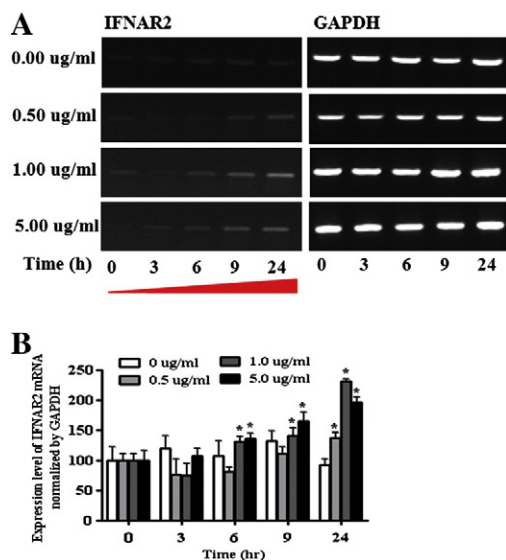 A
IFNAR2 GAPDH
0.00 ug/ml
0.50 ug/ml
1.00 ug/ml
5.00 ug/ml
Time (h) 0 3 6 9 24 0 3 6 9 24
B
0 ug/ml 1.0 ug/ml
0.5 ug/ml 5.0 ug/ml
Expression level of IFNAR2 mRNA
normalized by GAPDH
250
200
150
100
50
0
* * * * * * *
0 3 6 9 24
Time (hr)